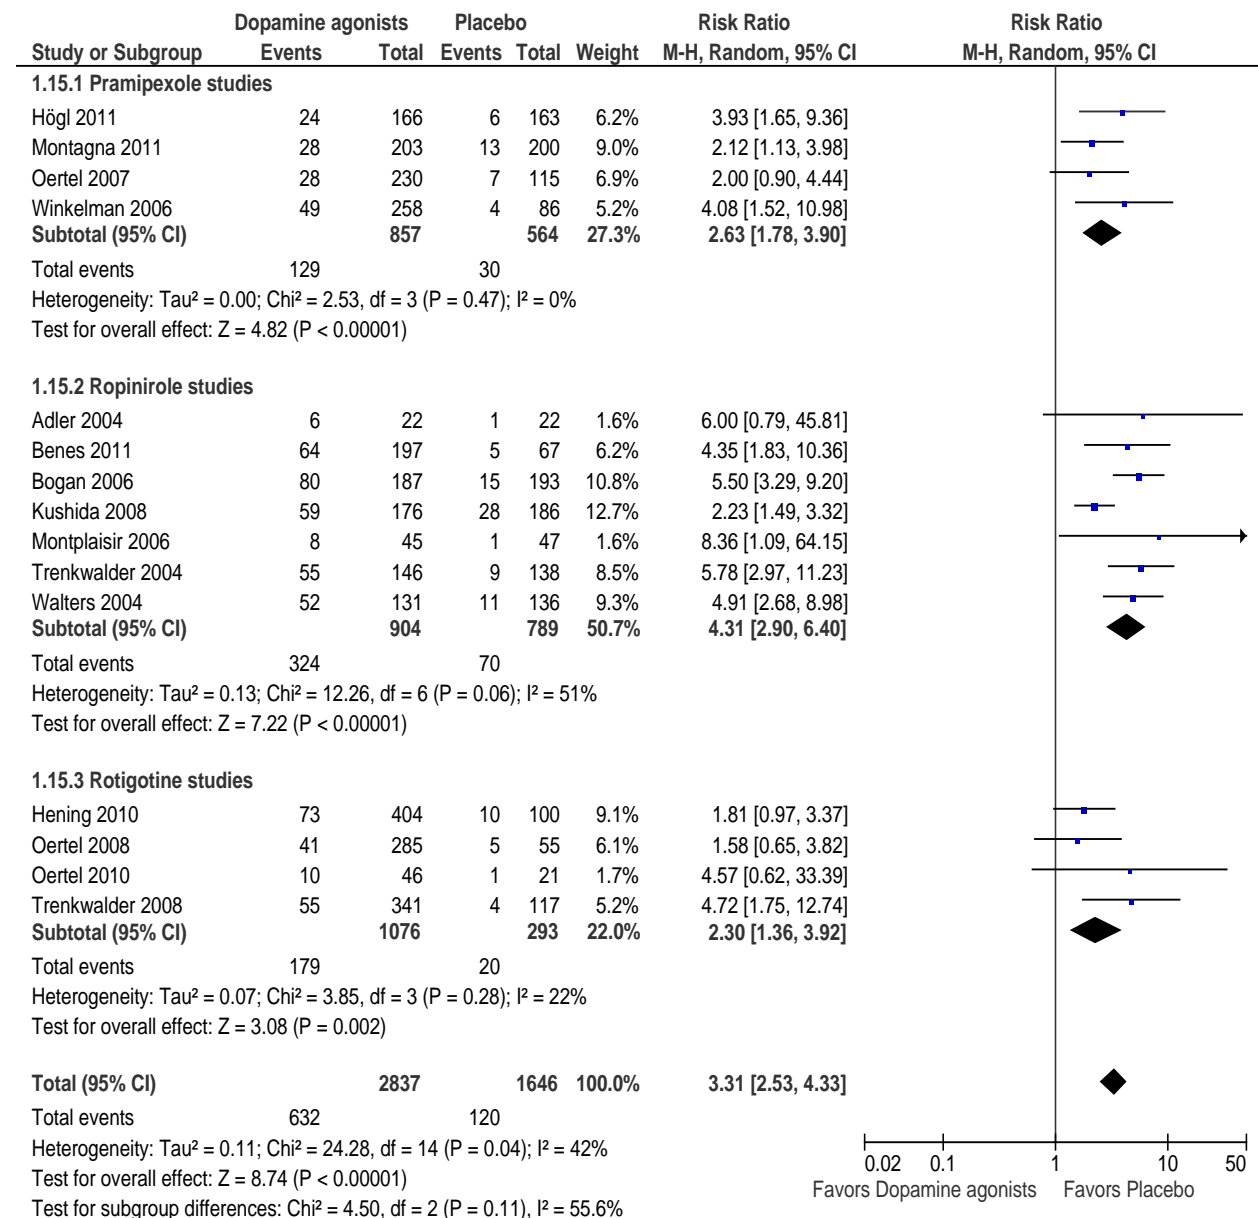 Dopamine agonists Placebo Risk Ratio Risk Ratio
Study or Subgroup Events Total Events Total Weight M-H, Random, 95% CI M-H, Random, 95% CI
1.15.1 Pramipexole studies
Högl 2011 24 166 6 163 6.2% 3.93 [1.65, 9.36]
Montagna 2011 28 203 13 200 9.0% 2.12 [1.13, 3.98]
Oertel 2007 28 230 7 115 6.9% 2.00 [0.90, 4.44]
Winkelman 2006 49 258 4 86 5.2% 4.08 [1.52, 10.98]
Subtotal (95% CI) 857 564 27.3% 2.63 [1.78, 3.90]
Total events 129 30
Heterogeneity: Tau² = 0.00; Chi² = 2.53, df = 3 (P = 0.47); I² = 0%
Test for overall effect: Z = 4.82 (P < 0.00001)
1.15.2 Ropinirole studies
Adler 2004 6 22 1 22 1.6% 6.00 [0.79, 45.81]
Benes 2011 64 197 5 67 6.2% 4.35 [1.83, 10.36]
Bogan 2006 80 187 15 193 10.8% 5.50 [3.29, 9.20]
Kushida 2008 59 176 28 186 12.7% 2.23 [1.49, 3.32]
Montplaisir 2006 8 45 1 47 1.6% 8.36 [1.09, 64.15]
Trenkwalder 2004 55 146 9 138 8.5% 5.78 [2.97, 11.23]
Walters 2004 52 131 11 136 9.3% 4.91 [2.68, 8.98]
Subtotal (95% CI) 904 789 50.7% 4.31 [2.90, 6.40]
Total events 324 70
Heterogeneity: Tau² = 0.13; Chi² = 12.26, df = 6 (P = 0.06); I² = 51%
Test for overall effect: Z = 7.22 (P < 0.00001)
1.15.3 Rotigotine studies
Hening 2010 73 404 10 100 9.1% 1.81 [0.97, 3.37]
Oertel 2008 41 285 5 55 6.1% 1.58 [0.65, 3.82]
Oertel 2010 10 46 1 21 1.7% 4.57 [0.62, 33.39]
Trenkwalder 2008 55 341 4 117 5.2% 4.72 [1.75, 12.74]
Subtotal (95% CI) 1076 293 22.0% 2.30 [1.36, 3.92]
Total events 179 20
Heterogeneity: Tau² = 0.07; Chi² = 3.85, df = 3 (P = 0.28); I² = 22%
Test for overall effect: Z = 3.08 (P = 0.002)
Total (95% CI) 2837 1646 100.0% 3.31 [2.53, 4.33]
Total events 632 120
Heterogeneity: Tau² = 0.11; Chi² = 24.28, df = 14 (P = 0.04); I² = 42%
Test for overall effect: Z = 8.74 (P < 0.00001)
Test for subgroup differences: Chi² = 4.50, df = 2 (P = 0.11), I² = 55.6%
0.02 0.1 1 10 50
Favors Dopamine agonists Favors Placebo